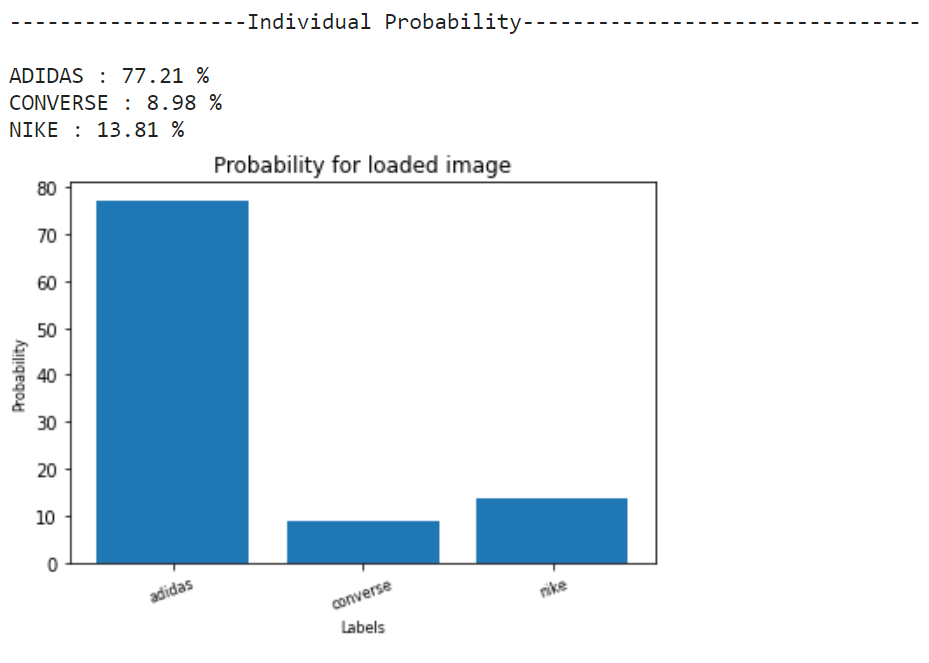 -------------------Individual Probability--------------------------------
ADIDAS : 77.21 %
CONVERSE : 8.98 %
NIKE : 13.81 %
Probability for loaded image
80
70
60
50
40
30
20
10
0
Probability
adidas converse nike
Labels